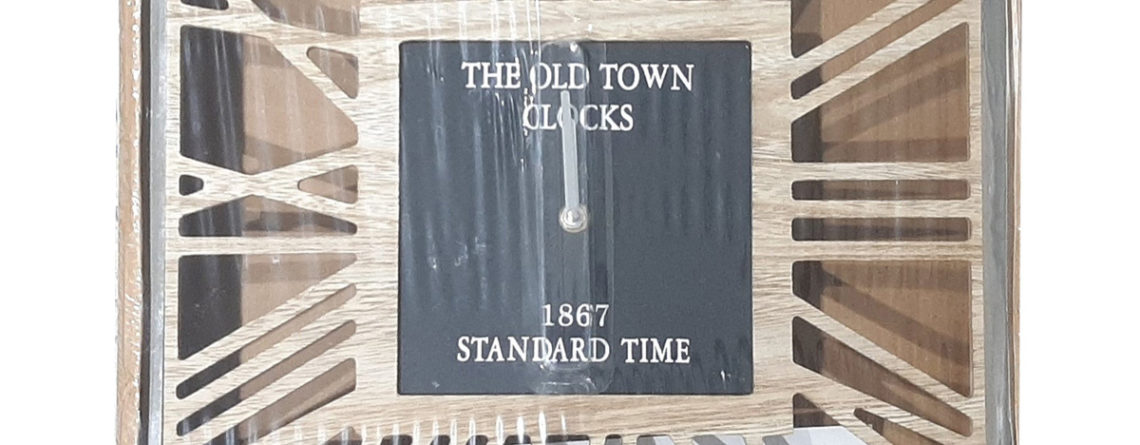 THE OLD TOWN
CLOCKS
1867
STANDARD TIME